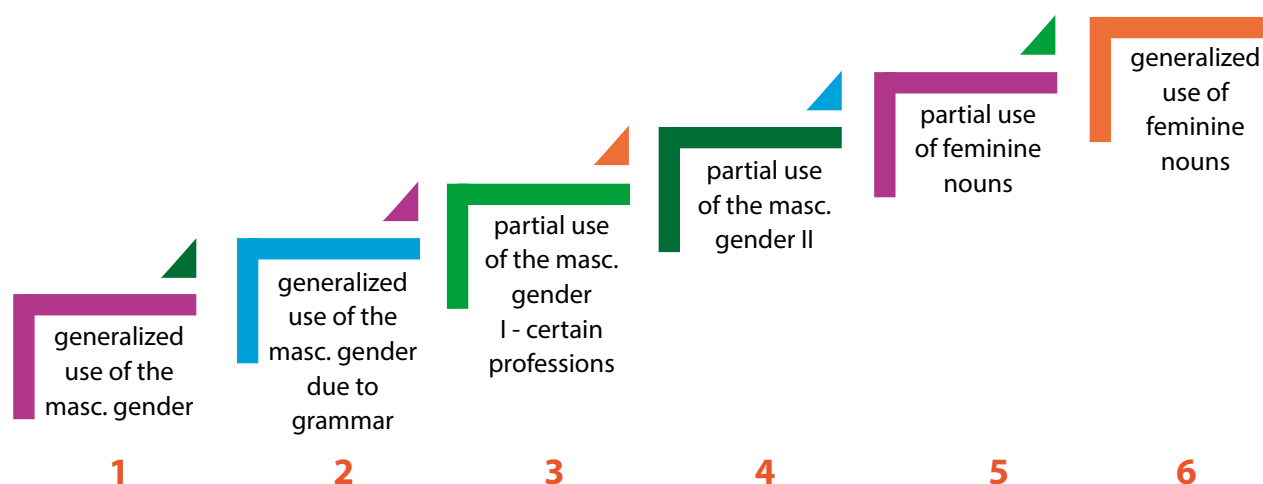 generalized
use of the
masc. gender
1
generalized
use of the
masc. gender
due to
grammar
2
partial use
of the masc.
gender
I - certain
professions
3
partial use
of the masc.
gender II
4
partial use
of feminine
nouns
5
generalized
use of
feminine
nouns
6